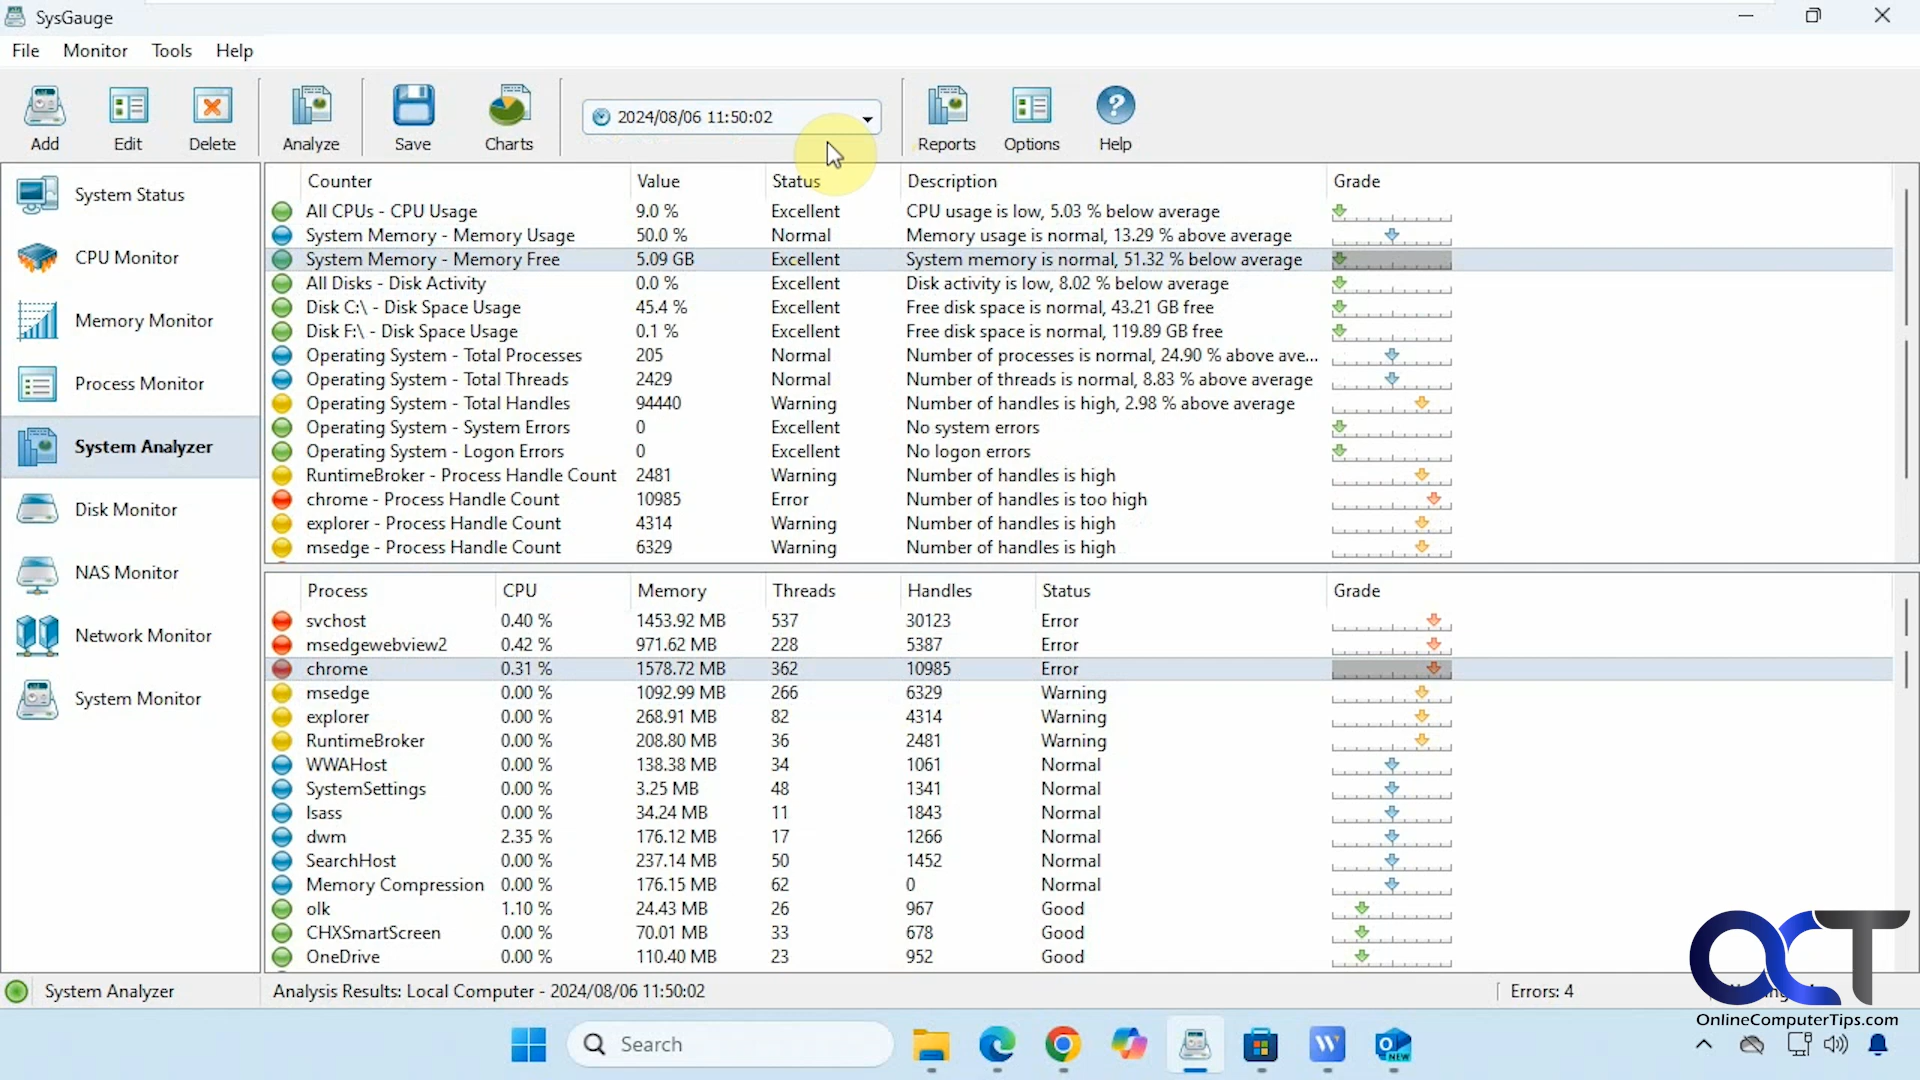 SysGauge
File Monitor Tools Help
Add Edit Delete Analyze Save Charts 2024/08/06 11:50:02 Reports Options Help
System Status
CPU Monitor
Memory Monitor
Process Monitor
System Analyzer
Disk Monitor
NAS Monitor
Network Monitor
System Monitor
Counter Value Status Description Grade
All CPUs - CPU Usage 9.0 % Excellent CPU usage is low, 5.03 % below average
System Memory - Memory Usage 50.0 % Normal Memory usage is normal, 13.29 % above average
System Memory - Memory Free 5.09 GB Excellent System memory is normal, 51.32 % below average
All Disks - Disk Activity 0.0 % Excellent Disk activity is low, 8.02 % below average
Disk C:\ - Disk Space Usage 45.4 % Excellent Free disk space is normal, 43.21 GB free
Disk F:\ - Disk Space Usage 0.1 % Excellent Free disk space is normal, 119.89 GB free
Operating System - Total Processes 205 Normal Number of processes is normal, 24.90 % above ave...
Operating System - Total Threads 2429 Normal Number of threads is normal, 8.83 % above average
Operating System - Total Handles 94440 Warning Number of handles is high, 2.98 % above average
Operating System - System Errors 0 Excellent No system errors
Operating System - Logon Errors 0 Excellent No logon errors
RuntimeBroker - Process Handle Count 2481 Warning Number of handles is high
chrome - Process Handle Count 10985 Error Number of handles is too high
explorer - Process Handle Count 4314 Warning Number of handles is high
msedge - Process Handle Count 6329 Warning Number of handles is high
Process CPU Memory Threads Handles Status Grade
svchost 0.40 % 1453.92 MB 537 30123 Error
msedgewebview2 0.42 % 971.62 MB 228 5387 Error
chrome 0.31 % 1578.72 MB 362 10985 Error
msedge 0.00 % 1092.99 MB 266 6329 Warning
explorer 0.00 % 268.91 MB 82 4314 Warning
RuntimeBroker 0.00 % 208.80 MB 36 2481 Warning
WWAHost 0.00 % 138.38 MB 34 1061 Normal
SystemSettings 0.00 % 3.25 MB 48 1341 Normal
lsass 0.00 % 34.24 MB 11 1843 Normal
dwm 2.35 % 176.12 MB 17 1266 Normal
SearchHost 0.00 % 237.14 MB 50 1452 Normal
Memory Compression 0.00 % 176.15 MB 62 0 Normal
olk 1.10 % 24.43 MB 26 967 Good
CHXSmartScreen 0.00 % 70.01 MB 33 678 Good
OneDrive 0.00 % 110.40 MB 23 952 Good
System Analyzer Analysis Results: Local Computer - 2024/08/06 11:50:02 Errors: 4
OCT
OnlineComputerTips.com
Search